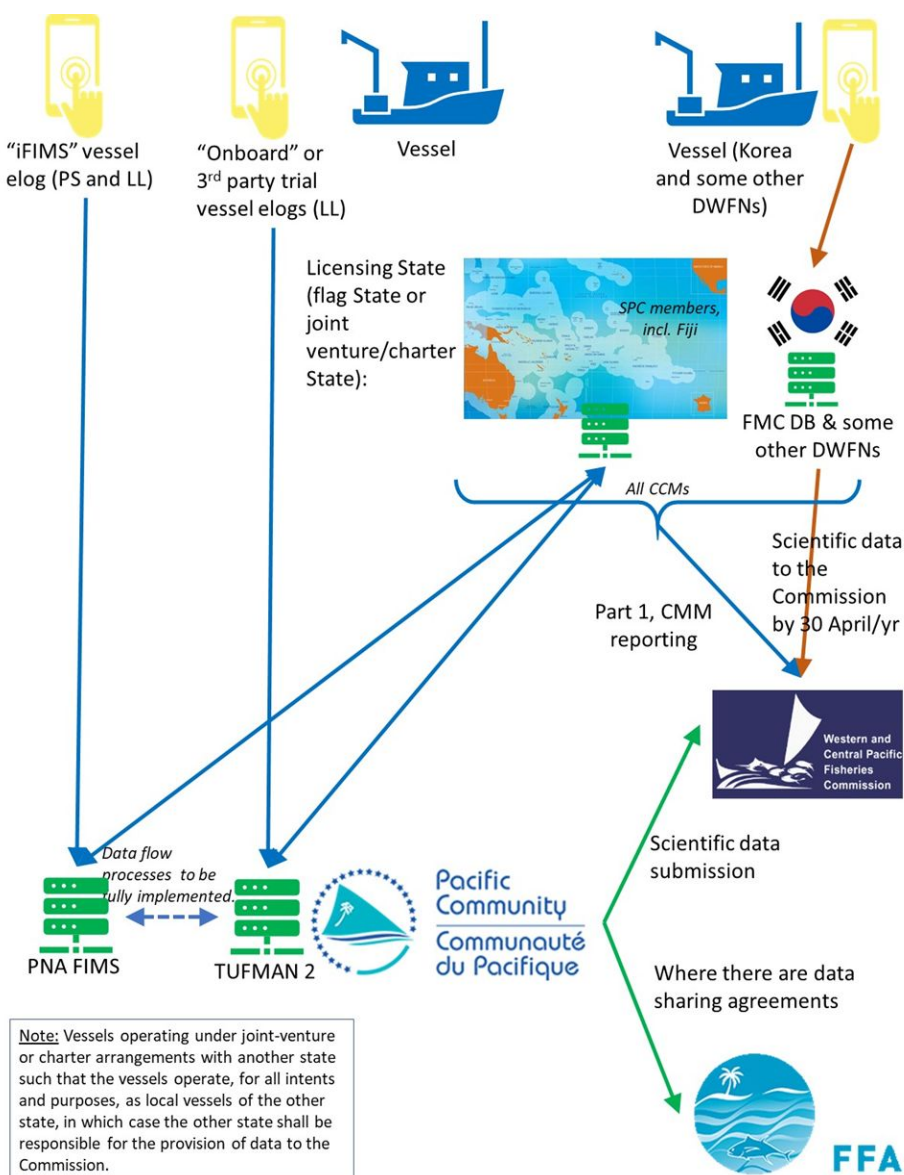 “iFIMS” vessel
elog (PS and LL)
“Onboard” or
3rd party trial
vessel elogs (LL)
Vessel
Vessel (Korea
and some other
DWFNs)
Licensing State
(flag State or
joint
venture/charter
State):
SPC members,
incl. Fiji
FMC DB & some
other DWFNs
All CCMs
Scientific data
to the
Commission
by 30 April/yr
Part 1, CMM
reporting
Western and
Central Pacific
Fisheries
Commission
Data flow
processes to be
fully implemented.
Scientific data
submission
PNA FIMS
TUFMAN 2
Pacific
Community
Communauté
du Pacifique
Where there are data
sharing agreements
Note: Vessels operating under joint-venture
or charter arrangements with another state
such that the vessels operate, for all intents
and purposes, as local vessels of the other
state, in which case the other state shall be
responsible for the provision of data to the
Commission.
FFA